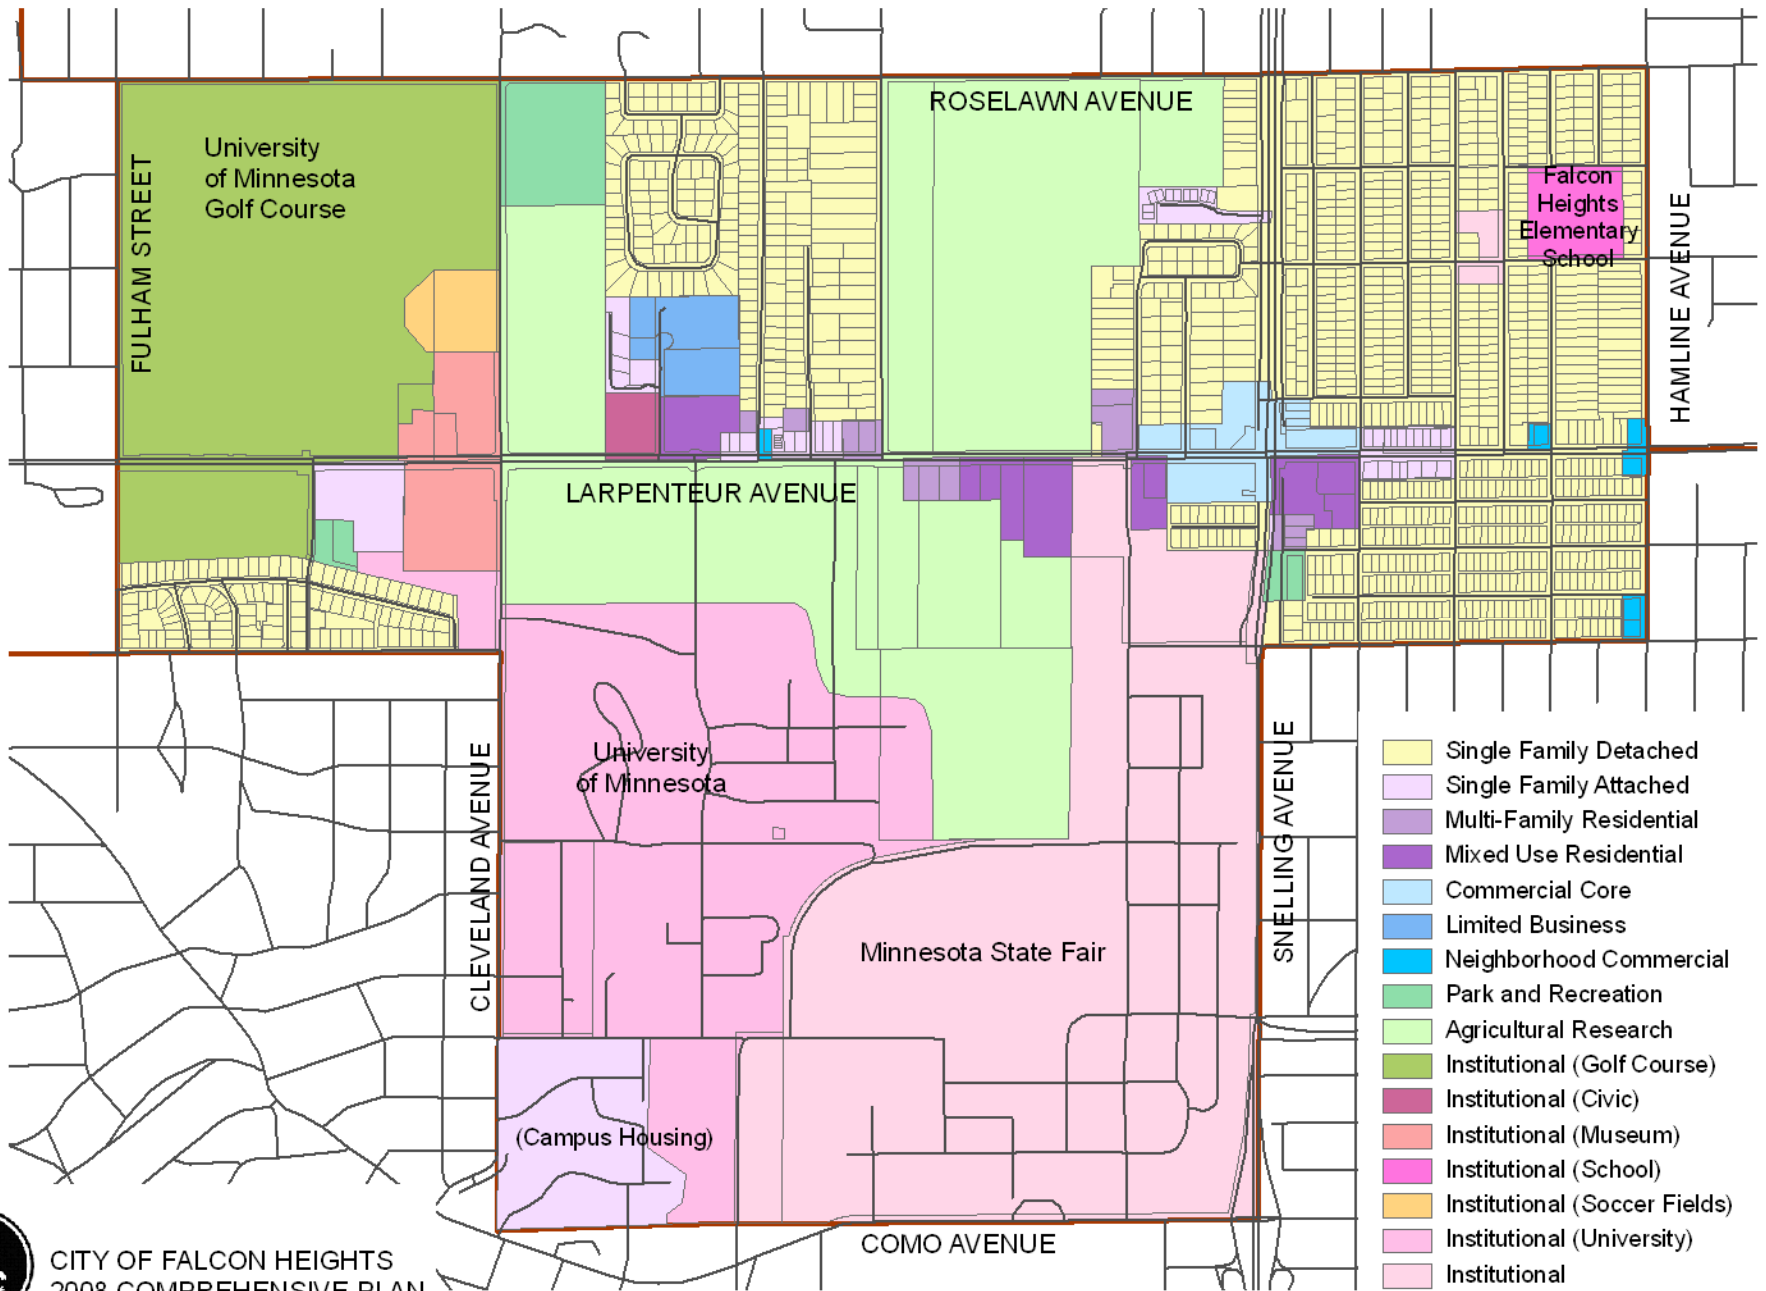 ROSELAWN AVENUE
University
of Minnesota
Golf Course
FULHAM STREET
Falcon
Heights
Elementary
School
HAMLINE AVENUE
LARPENTEUR AVENUE
University
of Minnesota
CLEVELAND AVENUE
SNELLING AVENUE
Minnesota State Fair
(Campus Housing)
COMO AVENUE
Single Family Detached
Single Family Attached
Multi-Family Residential
Mixed Use Residential
Commercial Core
Limited Business
Neighborhood Commercial
Park and Recreation
Agricultural Research
Institutional (Golf Course)
Institutional (Civic)
Institutional (Museum)
Institutional (School)
Institutional (Soccer Fields)
Institutional (University)
Institutional
CITY OF FALCON HEIGHTS
2008 COMPREHENSIVE PLAN